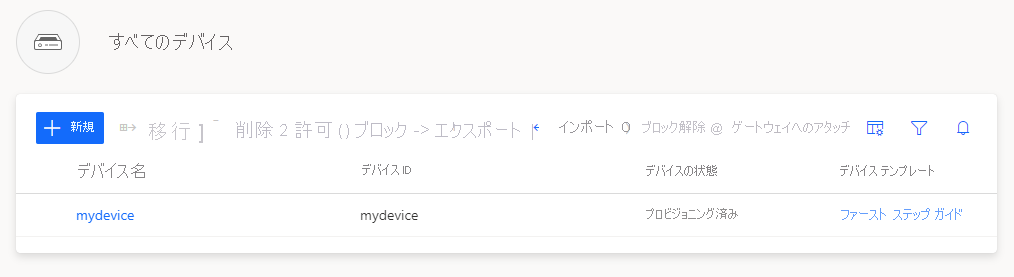 すべてのデバイス
新規 移行 ] ¯ 削除 2 許可 () ブロック -> エクスポート |← インポート Q ブロック解除 @ ゲートウェイへのアタッチ
デバイス名 デバイス ID デバイスの状態 デバイス テンプレート
mydevice mydevice プロビジョニング済み ファースト ステップ ガイド